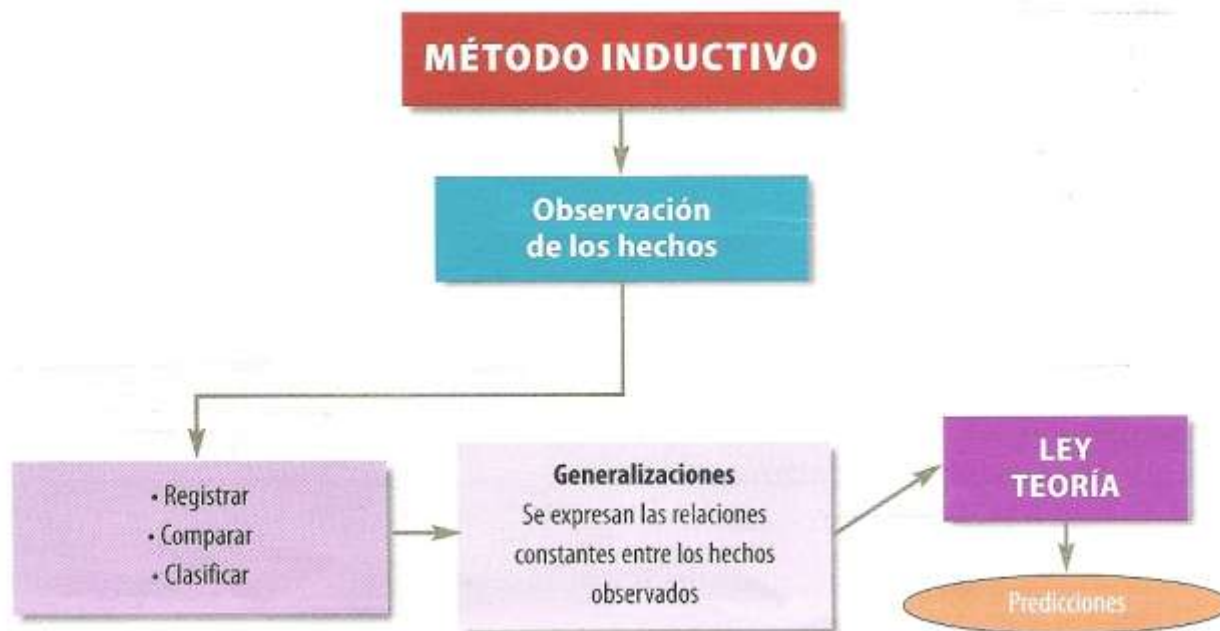 MÉTODO INDUCTIVO
Observación
de los hechos
• Registrar
• Comparar
• Clasificar
Generalizaciones
Se expresan las relaciones
constantes entre los hechos
observados
LEY
TEORÍA
Predicciones